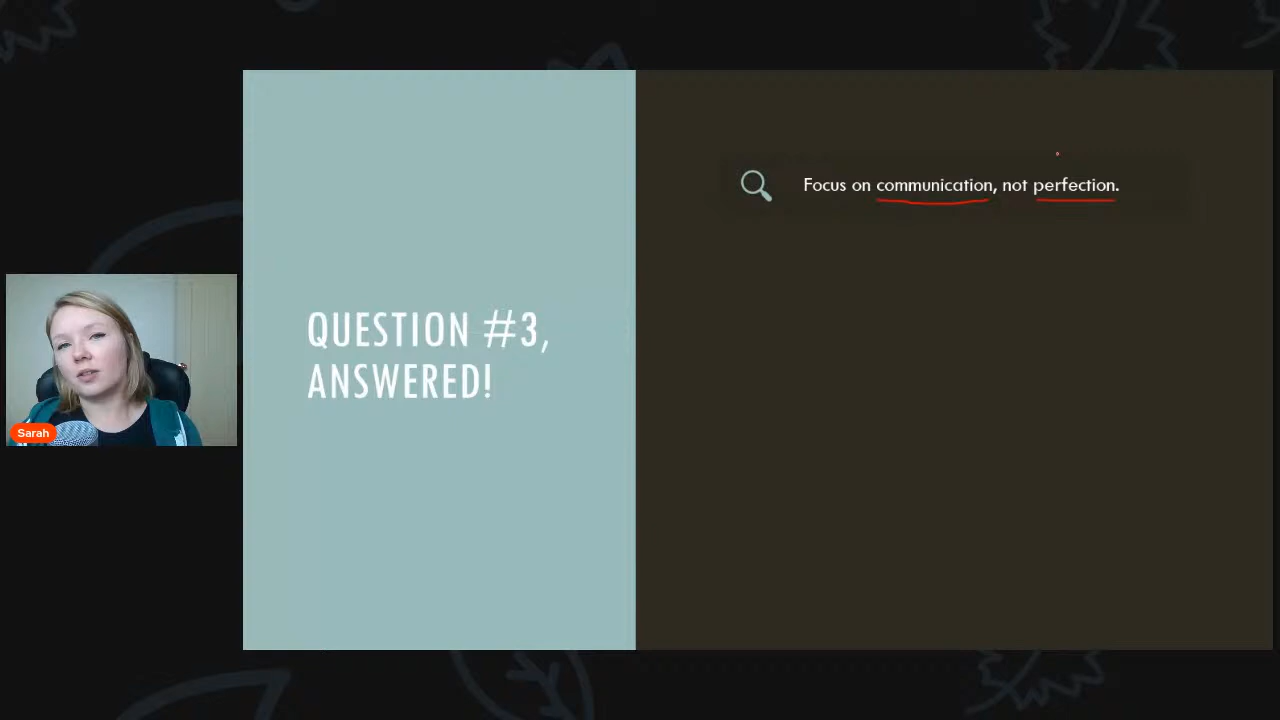 Focus on communication, not perfection.
QUESTION #3,
ANSWERED!
Sarah